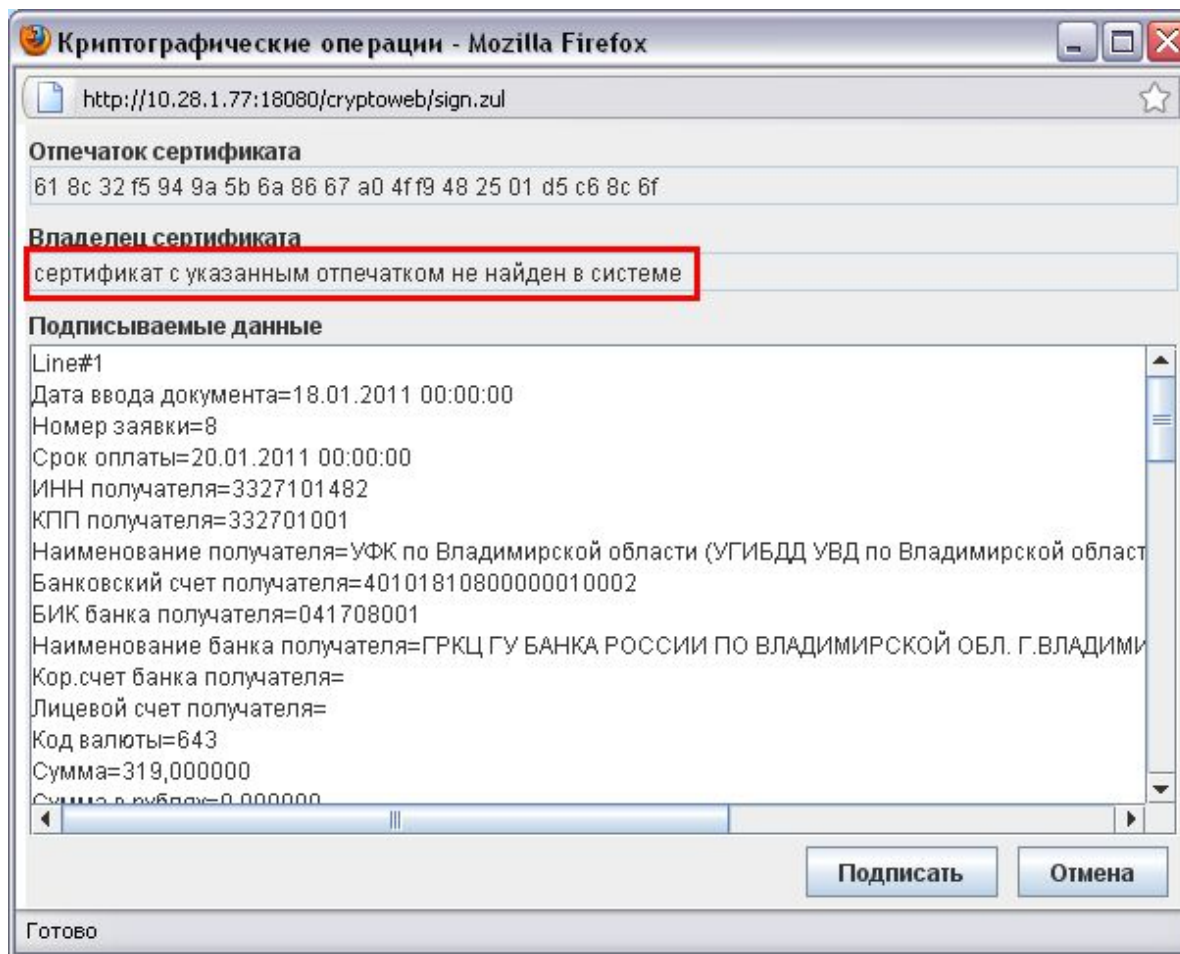 Криптографические операции - Mozilla Firefox
http://10.28.1.77:18080/cryptoweb/sign.zul
Отпечаток сертификата
61 8c 32 f5 94 9a 5b 6a 86 67 a0 4f f9 48 25 01 d5 c6 8c 6f
Владелец сертификата
сертификат с указанным отпечатком не найден в системе
Подписываемые данные
Line#1
Дата ввода документа=18.01.2011 00:00:00
Номер заявки=8
Срок оплаты=20.01.2011 00:00:00
ИНН получателя=3327101482
КПП получателя=332701001
Наименование получателя=УФК по Владимирской области (УГИБДД УВД по Владимирской област
Банковский счет получателя=40101810800000010002
БИК банка получателя=041708001
Наименование банка получателя=ГРКЦ ГУ БАНКА РОССИИ ПО ВЛАДИМИРСКОЙ ОБЛ. Г.ВЛАДИМИ
Кор.счет банка получателя=
Лицевой счет получателя=
Код валюты=643
Сумма=319,000000
Сумма в рублях=0,000000
Подписать
Отмена
Готово